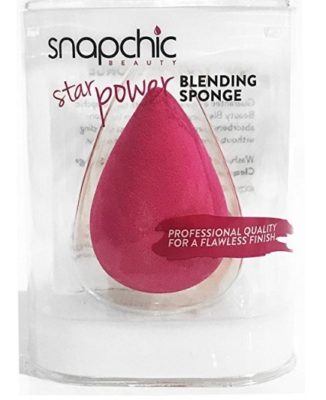 snapchic
BEAUTY
star power BLENDING
SPONGE
PROFESSIONAL QUALITY
FOR A FLAWLESS FINISH